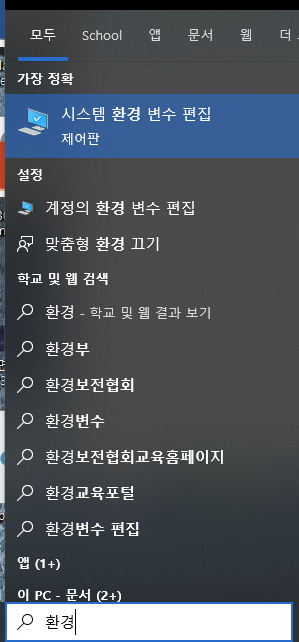 모두 School 앱 문서 웹 더
가장 정확
시스템 환경 변수 편집
제어판
설정
계정의 환경 변수 편집
맞춤형 환경 끄기
학교 및 웹 검색
환경 - 학교 및 웹 결과 보기
환경부
환경보전협회
환경변수
환경보전협회교육홈페이지
환경교육포털
환경변수 편집
앱 (1+)
이 PC - 문서 (2+)
환경